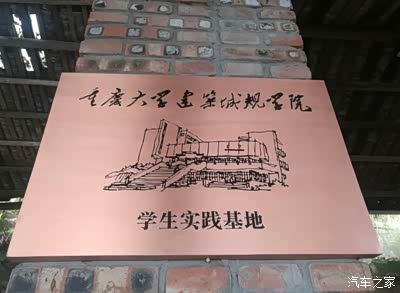 重庆大学建筑城规学院
学生实践基地
汽车之家